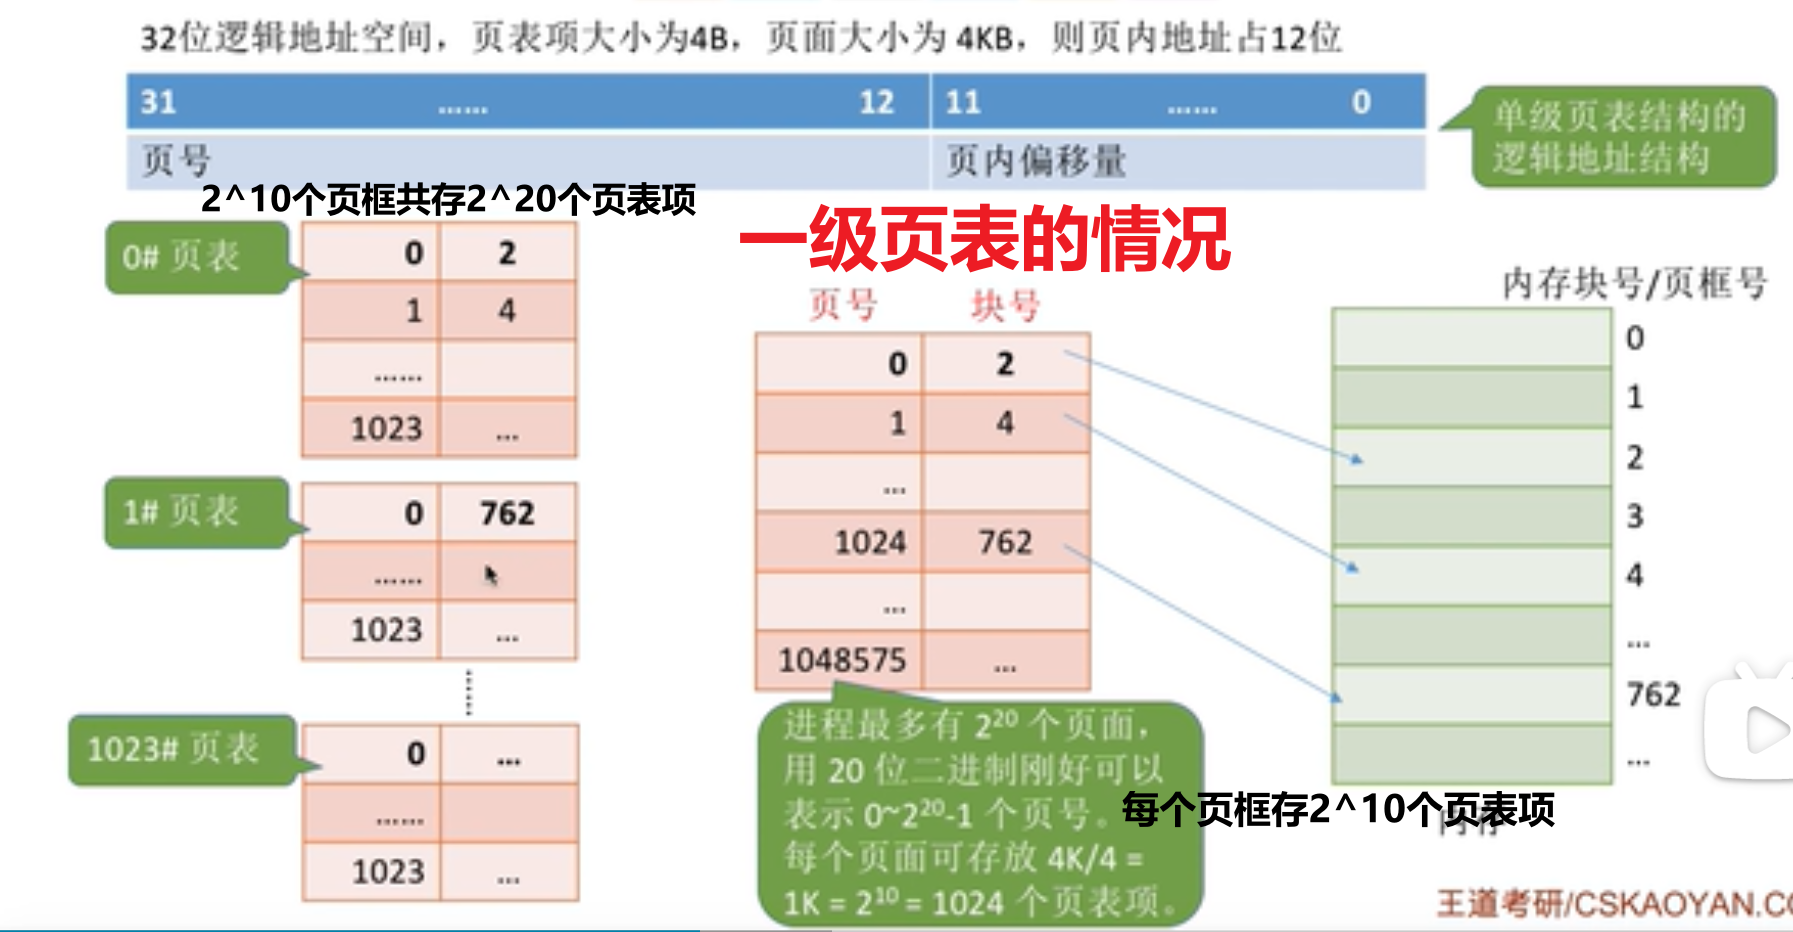 32位逻辑地址空间，页表项大小为4B，页面大小为 4KB，则页内地址占12位
31 …… 12 11 …… 0
页号 页内偏移量
单级页表结构的
逻辑地址结构
2^10个页框共存2^20个页表项
一级页表的情况
0# 页表
0 2
1 4
……
1023 ...
1# 页表
0 762
……
1023 ...
1023# 页表
0 ...
……
1023 ...
页号 块号
0 2
1 4
...
1024 762
...
1048575 ...
进程最多有 2²⁰ 个页面，
用 20 位二进制刚好可以
表示 0~2²⁰-1 个页号。
每个页面可存放 4K/4 =
1K = 2¹⁰ = 1024 个页表项。
内存块号/页框号
0
1
2
3
4
...
762
...
每个页框存2^10个页表项
内存
王道考研/CSKAOYAN.CO